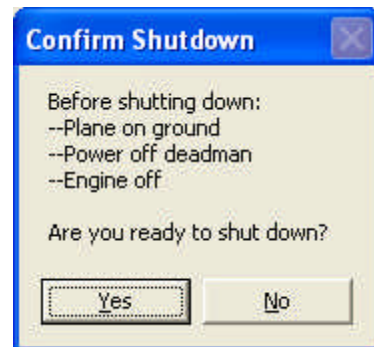 Confirm Shutdown
Before shutting down:
--Plane on ground
--Power off deadman
--Engine off
Are you ready to shut down?
Yes
No